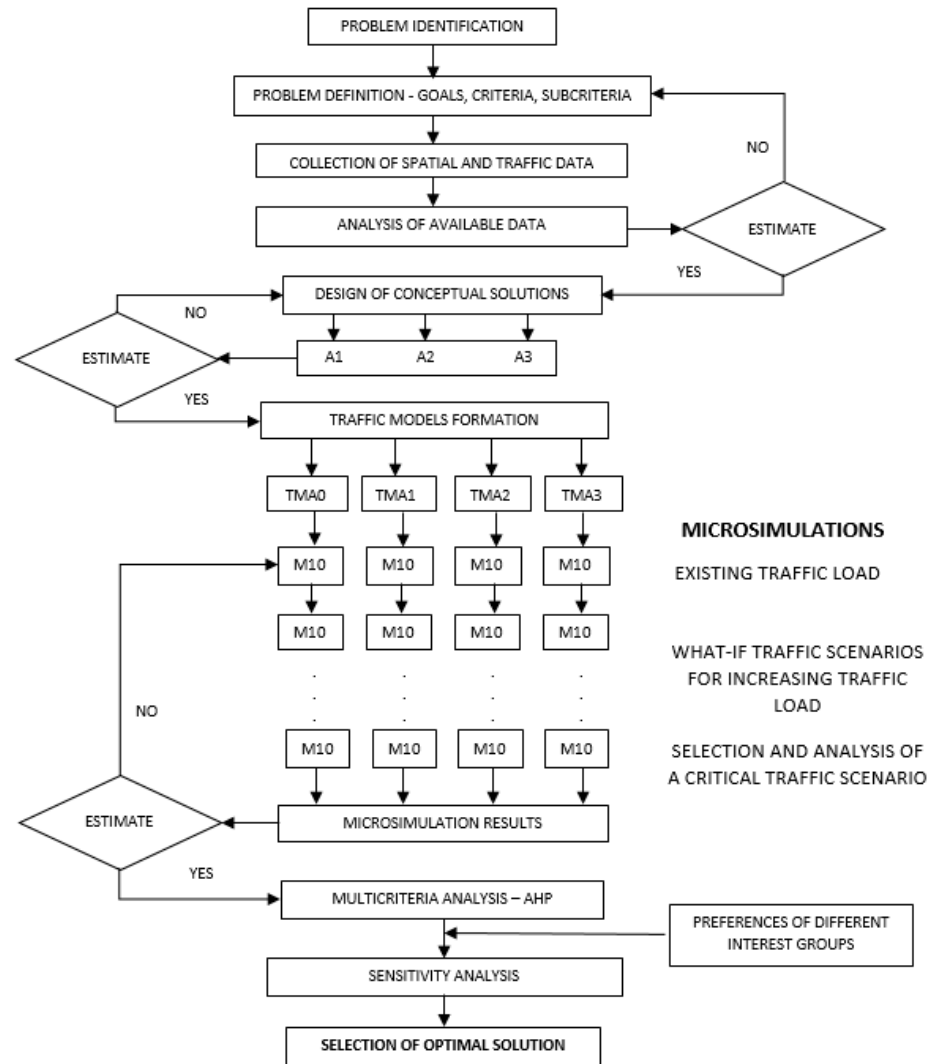 PROBLEM IDENTIFICATION
PROBLEM DEFINITION - GOALS, CRITERIA, SUBCRITERIA
NO
COLLECTION OF SPATIAL AND TRAFFIC DATA
ANALYSIS OF AVAILABLE DATA
ESTIMATE
YES
DESIGN OF CONCEPTUAL SOLUTIONS
NO
A1 A2 A3
ESTIMATE
YES
TRAFFIC MODELS FORMATION
TMA0 TMA1 TMA2 TMA3
MICROSIMULATIONS
M10 M10 M10 M10
EXISTING TRAFFIC LOAD
M10 M10 M10 M10
WHAT-IF TRAFFIC SCENARIOS
FOR INCREASING TRAFFIC
LOAD
. . . .
. . . .
. . . .
NO
M10 M10 M10 M10
SELECTION AND ANALYSIS OF
A CRITICAL TRAFFIC SCENARIO
ESTIMATE
MICROSIMULATION RESULTS
YES
MULTICRITERIA ANALYSIS – AHP
PREFERENCES OF DIFFERENT
INTEREST GROUPS
SENSITIVITY ANALYSIS
SELECTION OF OPTIMAL SOLUTION